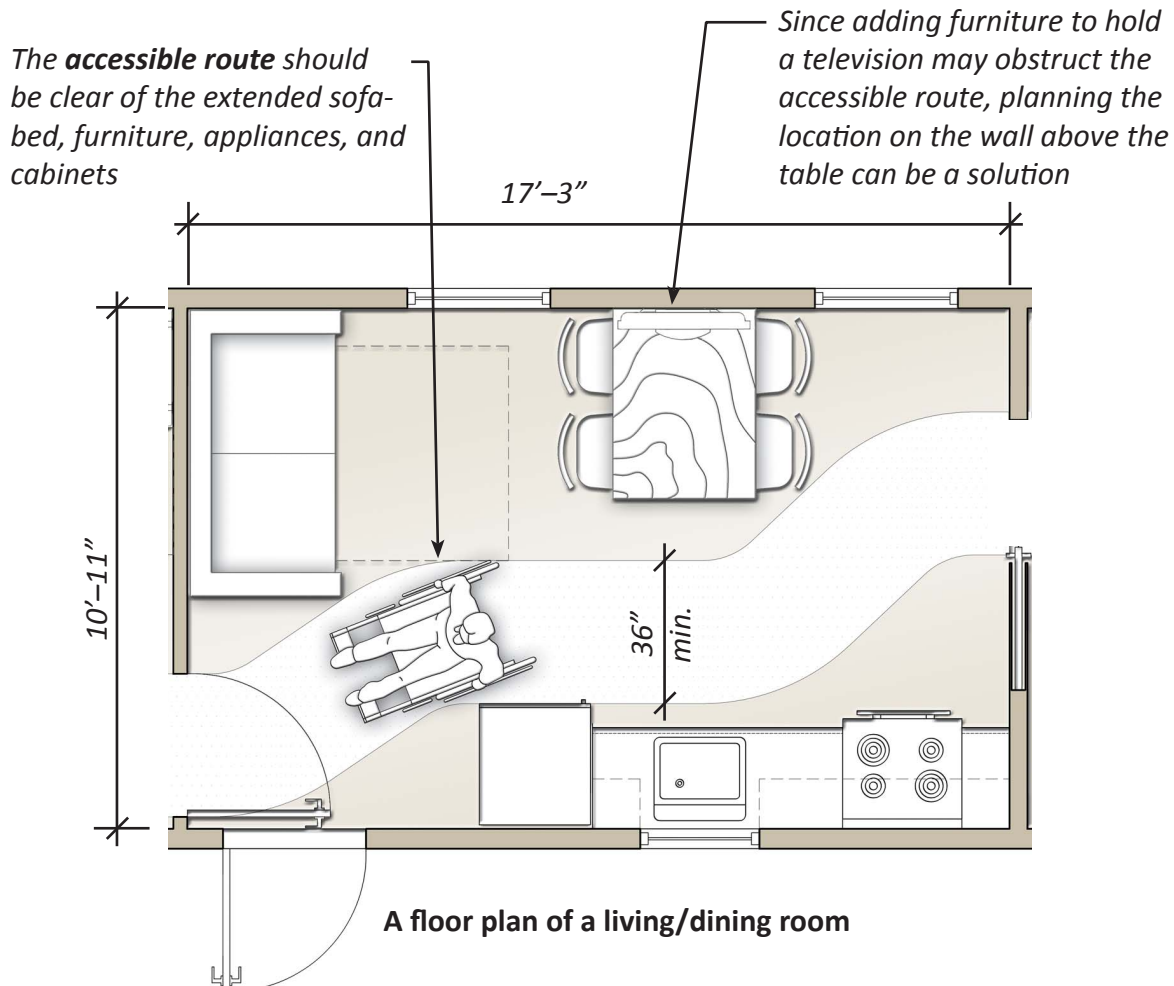 The accessible route should
be clear of the extended sofa-
bed, furniture, appliances, and
cabinets
Since adding furniture to hold
a television may obstruct the
accessible route, planning the
location on the wall above the
table can be a solution
17’–3”
10’–11”
36”
min.
A floor plan of a living/dining room